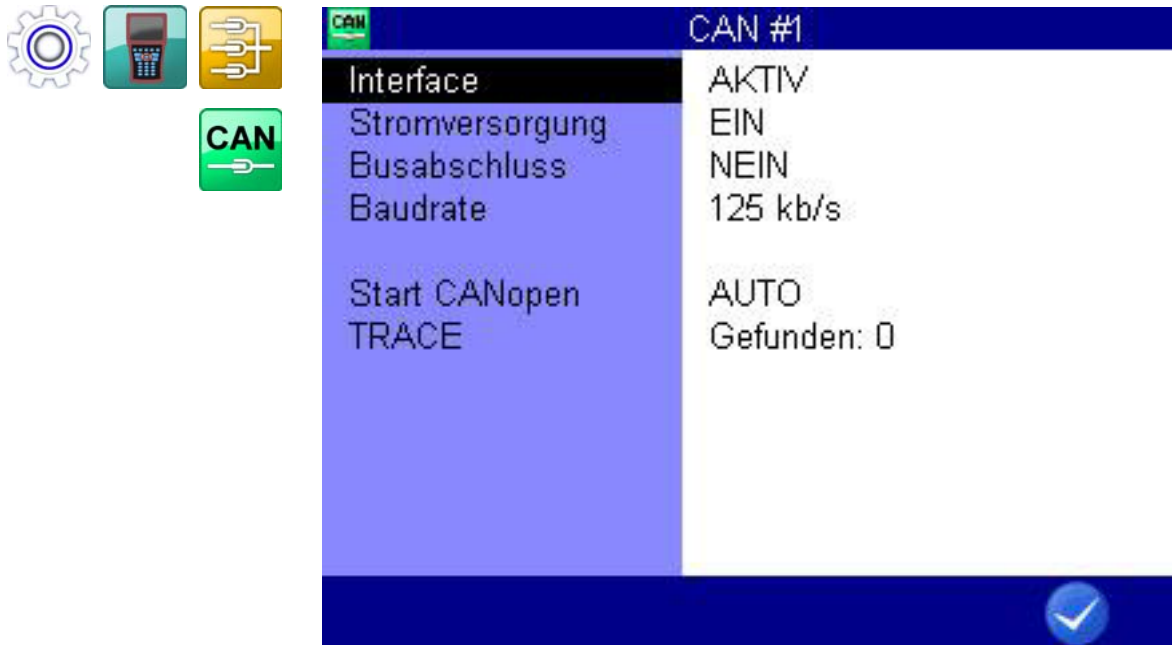 CAN
CAN #1
Interface AKTIV
Stromversorgung EIN
CAN
Busabschluss NEIN
Baudrate 125 kb/s
Start CANopen AUTO
TRACE Gefunden: 0